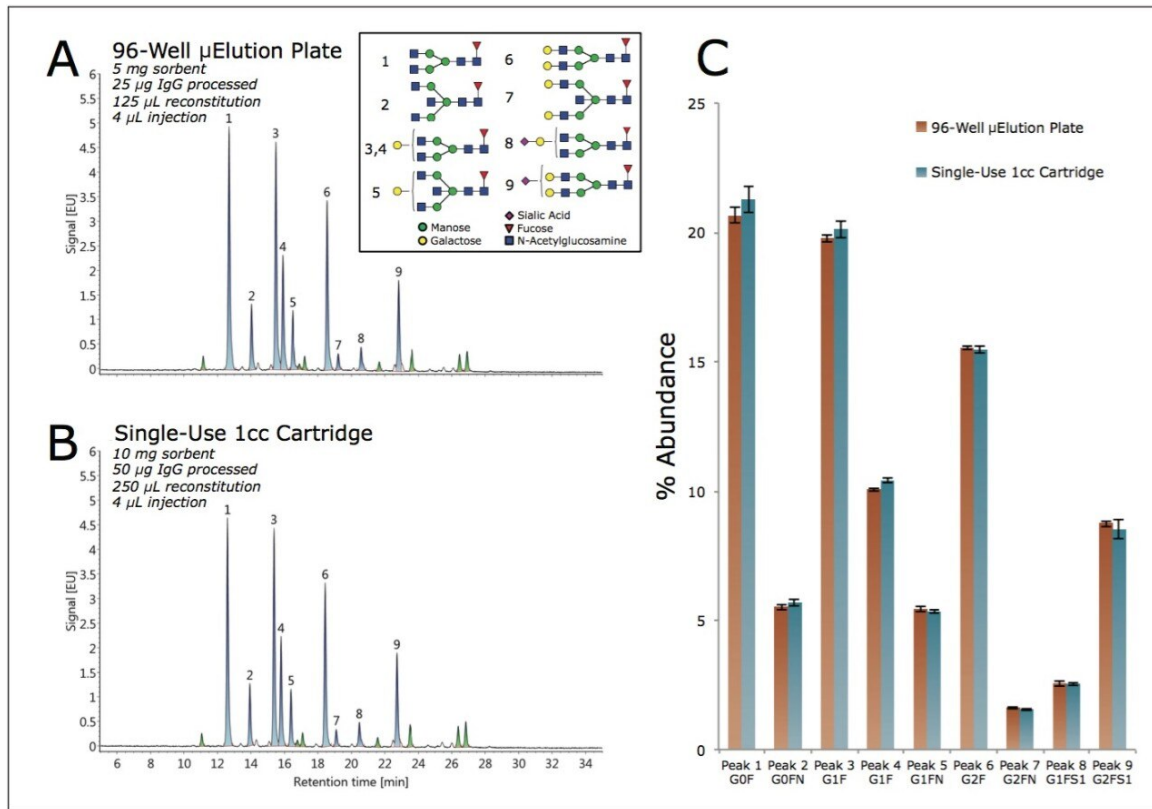 A
96-Well µElution Plate
5 mg sorbent
25 µg IgG processed
125 µL reconstitution
4 µL injection
Signal [EU]
6
5.5
5
4.5
4
3.5
3
2.5
2
1.5
1
0.5
0
1
2
3
4
5
6
7
8
9
1
2
3,4
5
6
7
8
9
Manose
Galactose
Sialic Acid
Fucose
N-Acetylglucosamine
B
Single-Use 1cc Cartridge
10 mg sorbent
50 µg IgG processed
250 µL reconstitution
4 µL injection
Signal [EU]
6
5.5
5
4.5
4
3.5
3
2.5
2
1.5
1
0.5
0
1
2
3
4
5
6
7
8
9
6 8 10 12 14 16 18 20 22 24 26 28 30 32 34
Retention time [min]
C
96-Well µElution Plate
Single-Use 1cc Cartridge
% Abundance
25
20
15
10
5
0
Peak 1 Peak 2 Peak 3 Peak 4 Peak 5 Peak 6 Peak 7 Peak 8 Peak 9
G0F G0FN G1F G1F G1FN G2F G2FN G1FS1 G2FS1